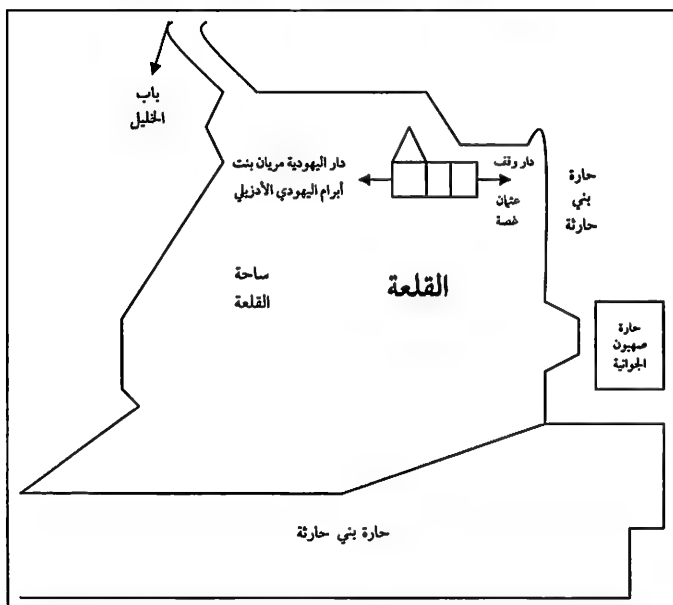 باب
الخليل
دار اليهودية مريان بنت
أبرام اليهودي الأدزيلي
دار وقف
عثمان
غصة
حارة
بني
حارثة
ساحة
القلعة
القلعة
حارة
صهيون
الجوانية
حارة بني حارثة